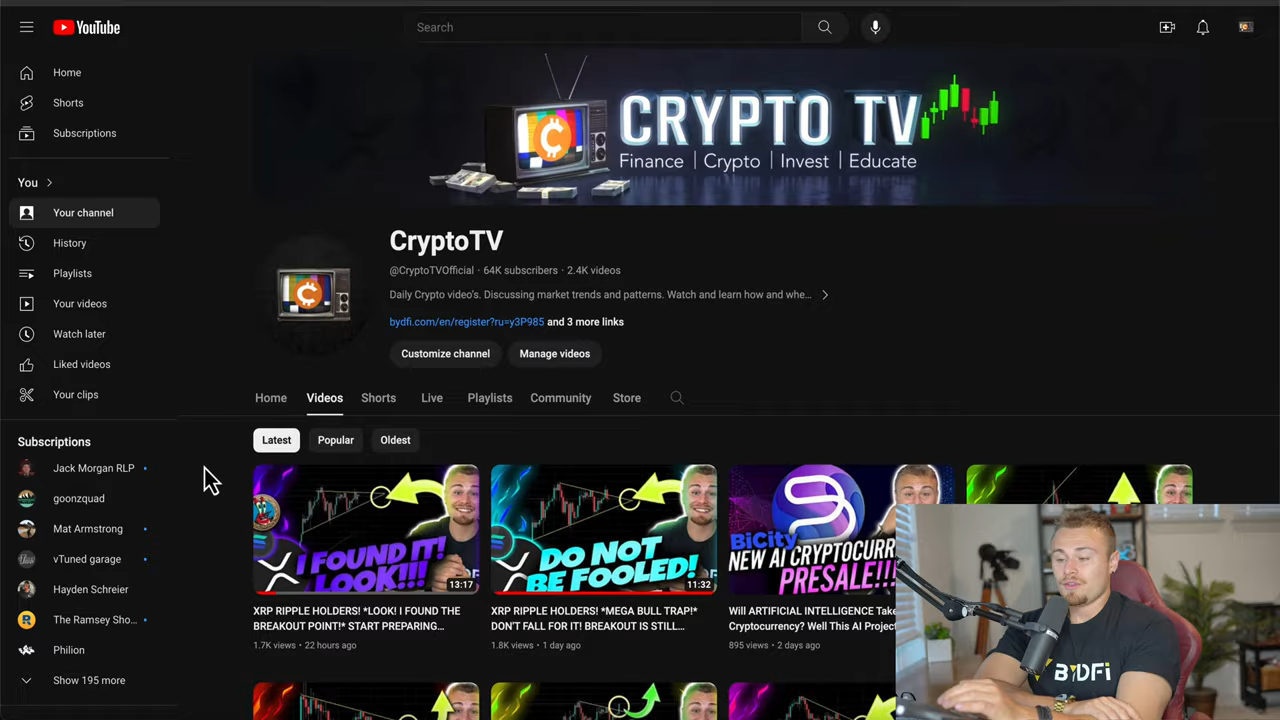 YouTube
Search
Home
Shorts
Subscriptions
You
Your channel
History
Playlists
Your videos
Watch later
Liked videos
Your clips
Subscriptions
Jack Morgan RLP
goonzquad
Mat Armstrong
vTuned garage
Hayden Schreier
The Ramsey Sho...
Philion
Show 195 more
CRYPTO TV
Finance | Crypto | Invest | Educate
CryptoTV
@CryptoTVOfficial · 64K subscribers · 2.4K videos
Daily Crypto video's. Discussing market trends and patterns. Watch and learn how and whe...
bydfi.com/en/register?ru=y3P985 and 3 more links
Customize channel
Manage videos
Home
Videos
Shorts
Live
Playlists
Community
Store
Latest
Popular
Oldest
I FOUND IT!
LOOK!!!
13:17
XRP RIPPLE HOLDERS! *LOOK! I FOUND THE
BREAKOUT POINT!* START PREPARING...
1.7K views · 22 hours ago
DO NOT
BE FOOLED!
11:32
XRP RIPPLE HOLDERS! *MEGA BULL TRAP!*
DON'T FALL FOR IT! BREAKOUT IS STILL...
1.8K views · 1 day ago
BiCity
NEW AI CRYPTOCURR
PRESALE!!!
Will ARTIFICIAL INTELLIGENCE Take
Cryptocurrency? Well This AI Project
895 views · 2 days ago
BYDFi